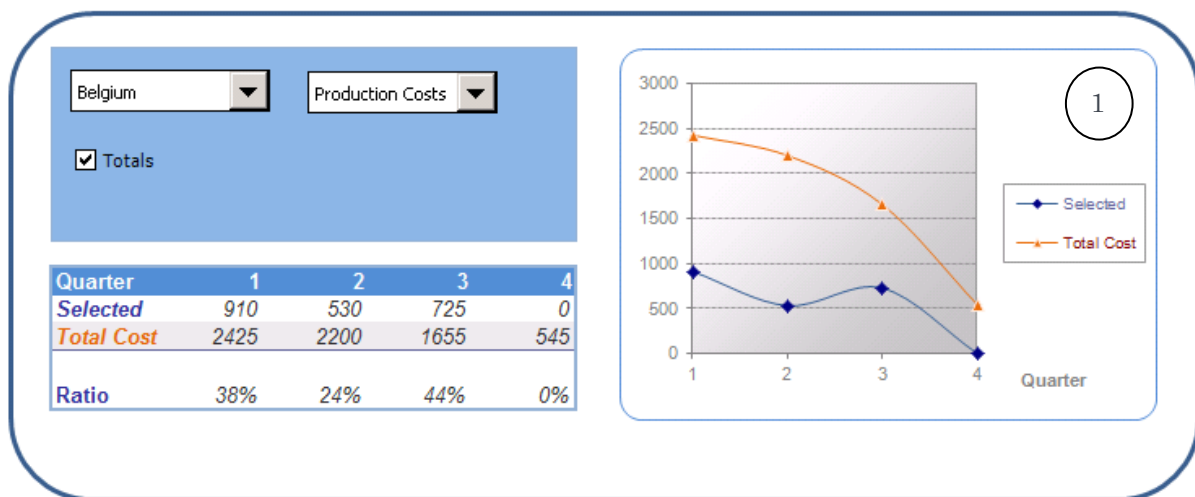 Belgium
Production Costs
Totals
Quarter 1 2 3 4
Selected 910 530 725 0
Total Cost 2425 2200 1655 545
Ratio 38% 24% 44% 0%
1
3000
2500
2000
1500
1000
500
0
1 2 3 4
Quarter
Selected
Total Cost